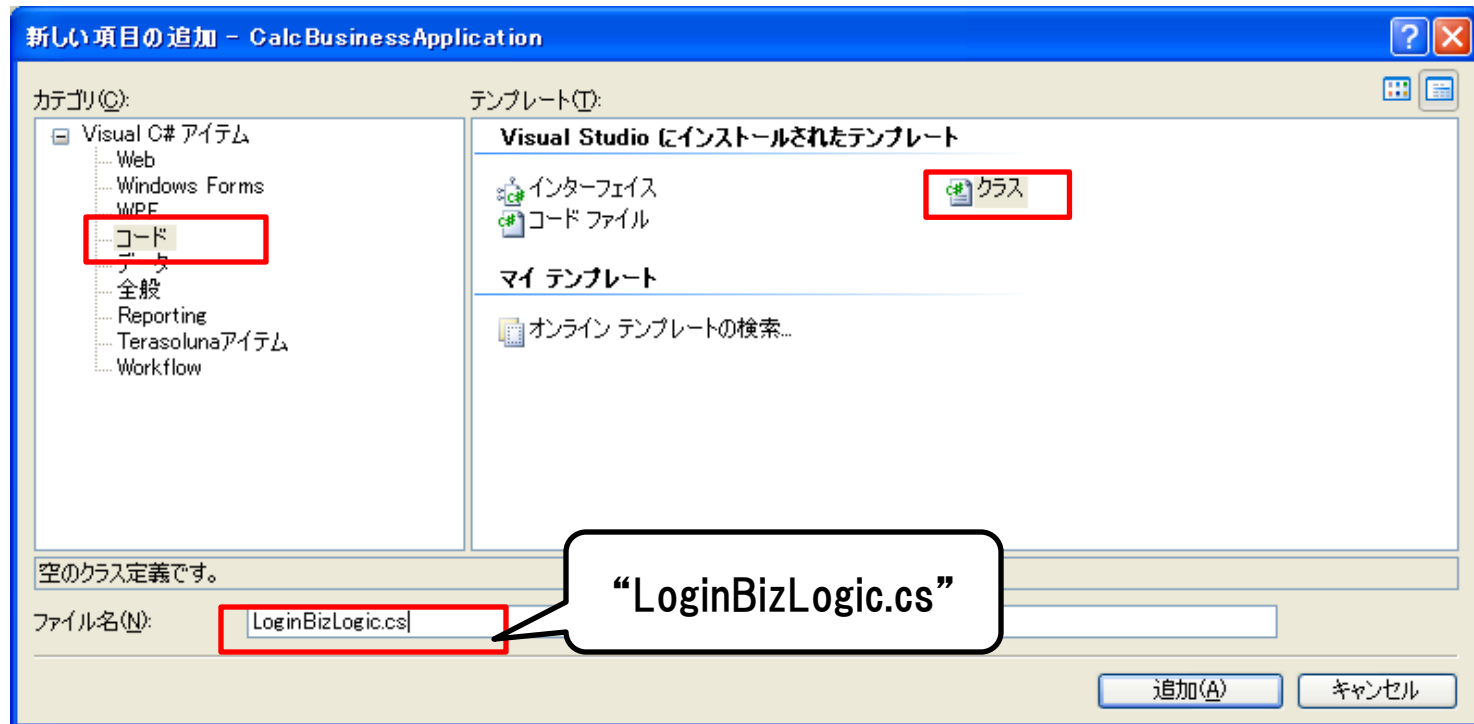 新しい項目の追加 - CalcBusinessApplication
カテゴリ(C):
テンプレート(T):
Visual C# アイテム
Web
Windows Forms
WPF
コード
データ
全般
Reporting
Terasolunaアイテム
Workflow
Visual Studio にインストールされたテンプレート
インターフェイス
クラス
コード ファイル
マイ テンプレート
オンライン テンプレートの検索...
空のクラス定義です。
ファイル名(N):
LoginBizLogic.cs
“LoginBizLogic.cs”
追加(A)
キャンセル